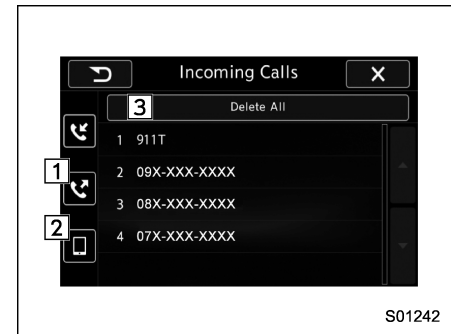 Incoming Calls
3 Delete All
1 911T
1
2 09X-XXX-XXXX
3 08X-XXX-XXXX
2
4 07X-XXX-XXXX
S01242